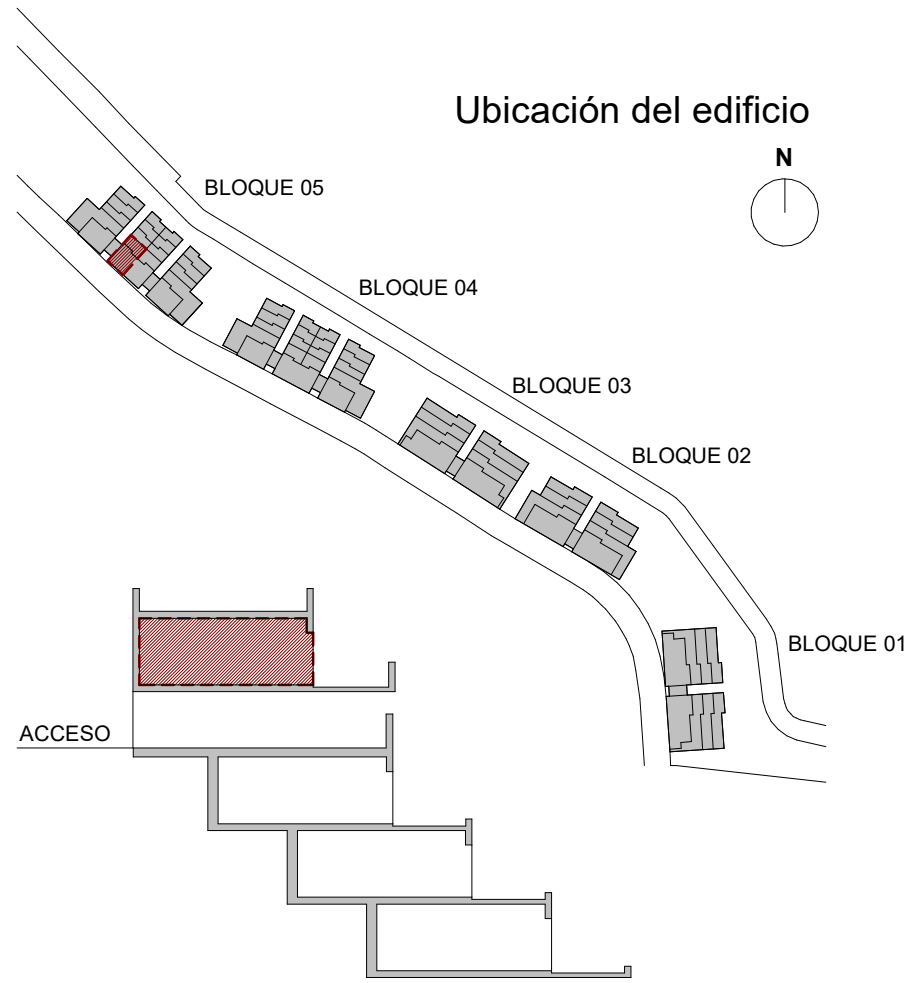 Ubicación del edificio
N
BLOQUE 05
BLOQUE 04
BLOQUE 03
BLOQUE 02
BLOQUE 01
ACCESO